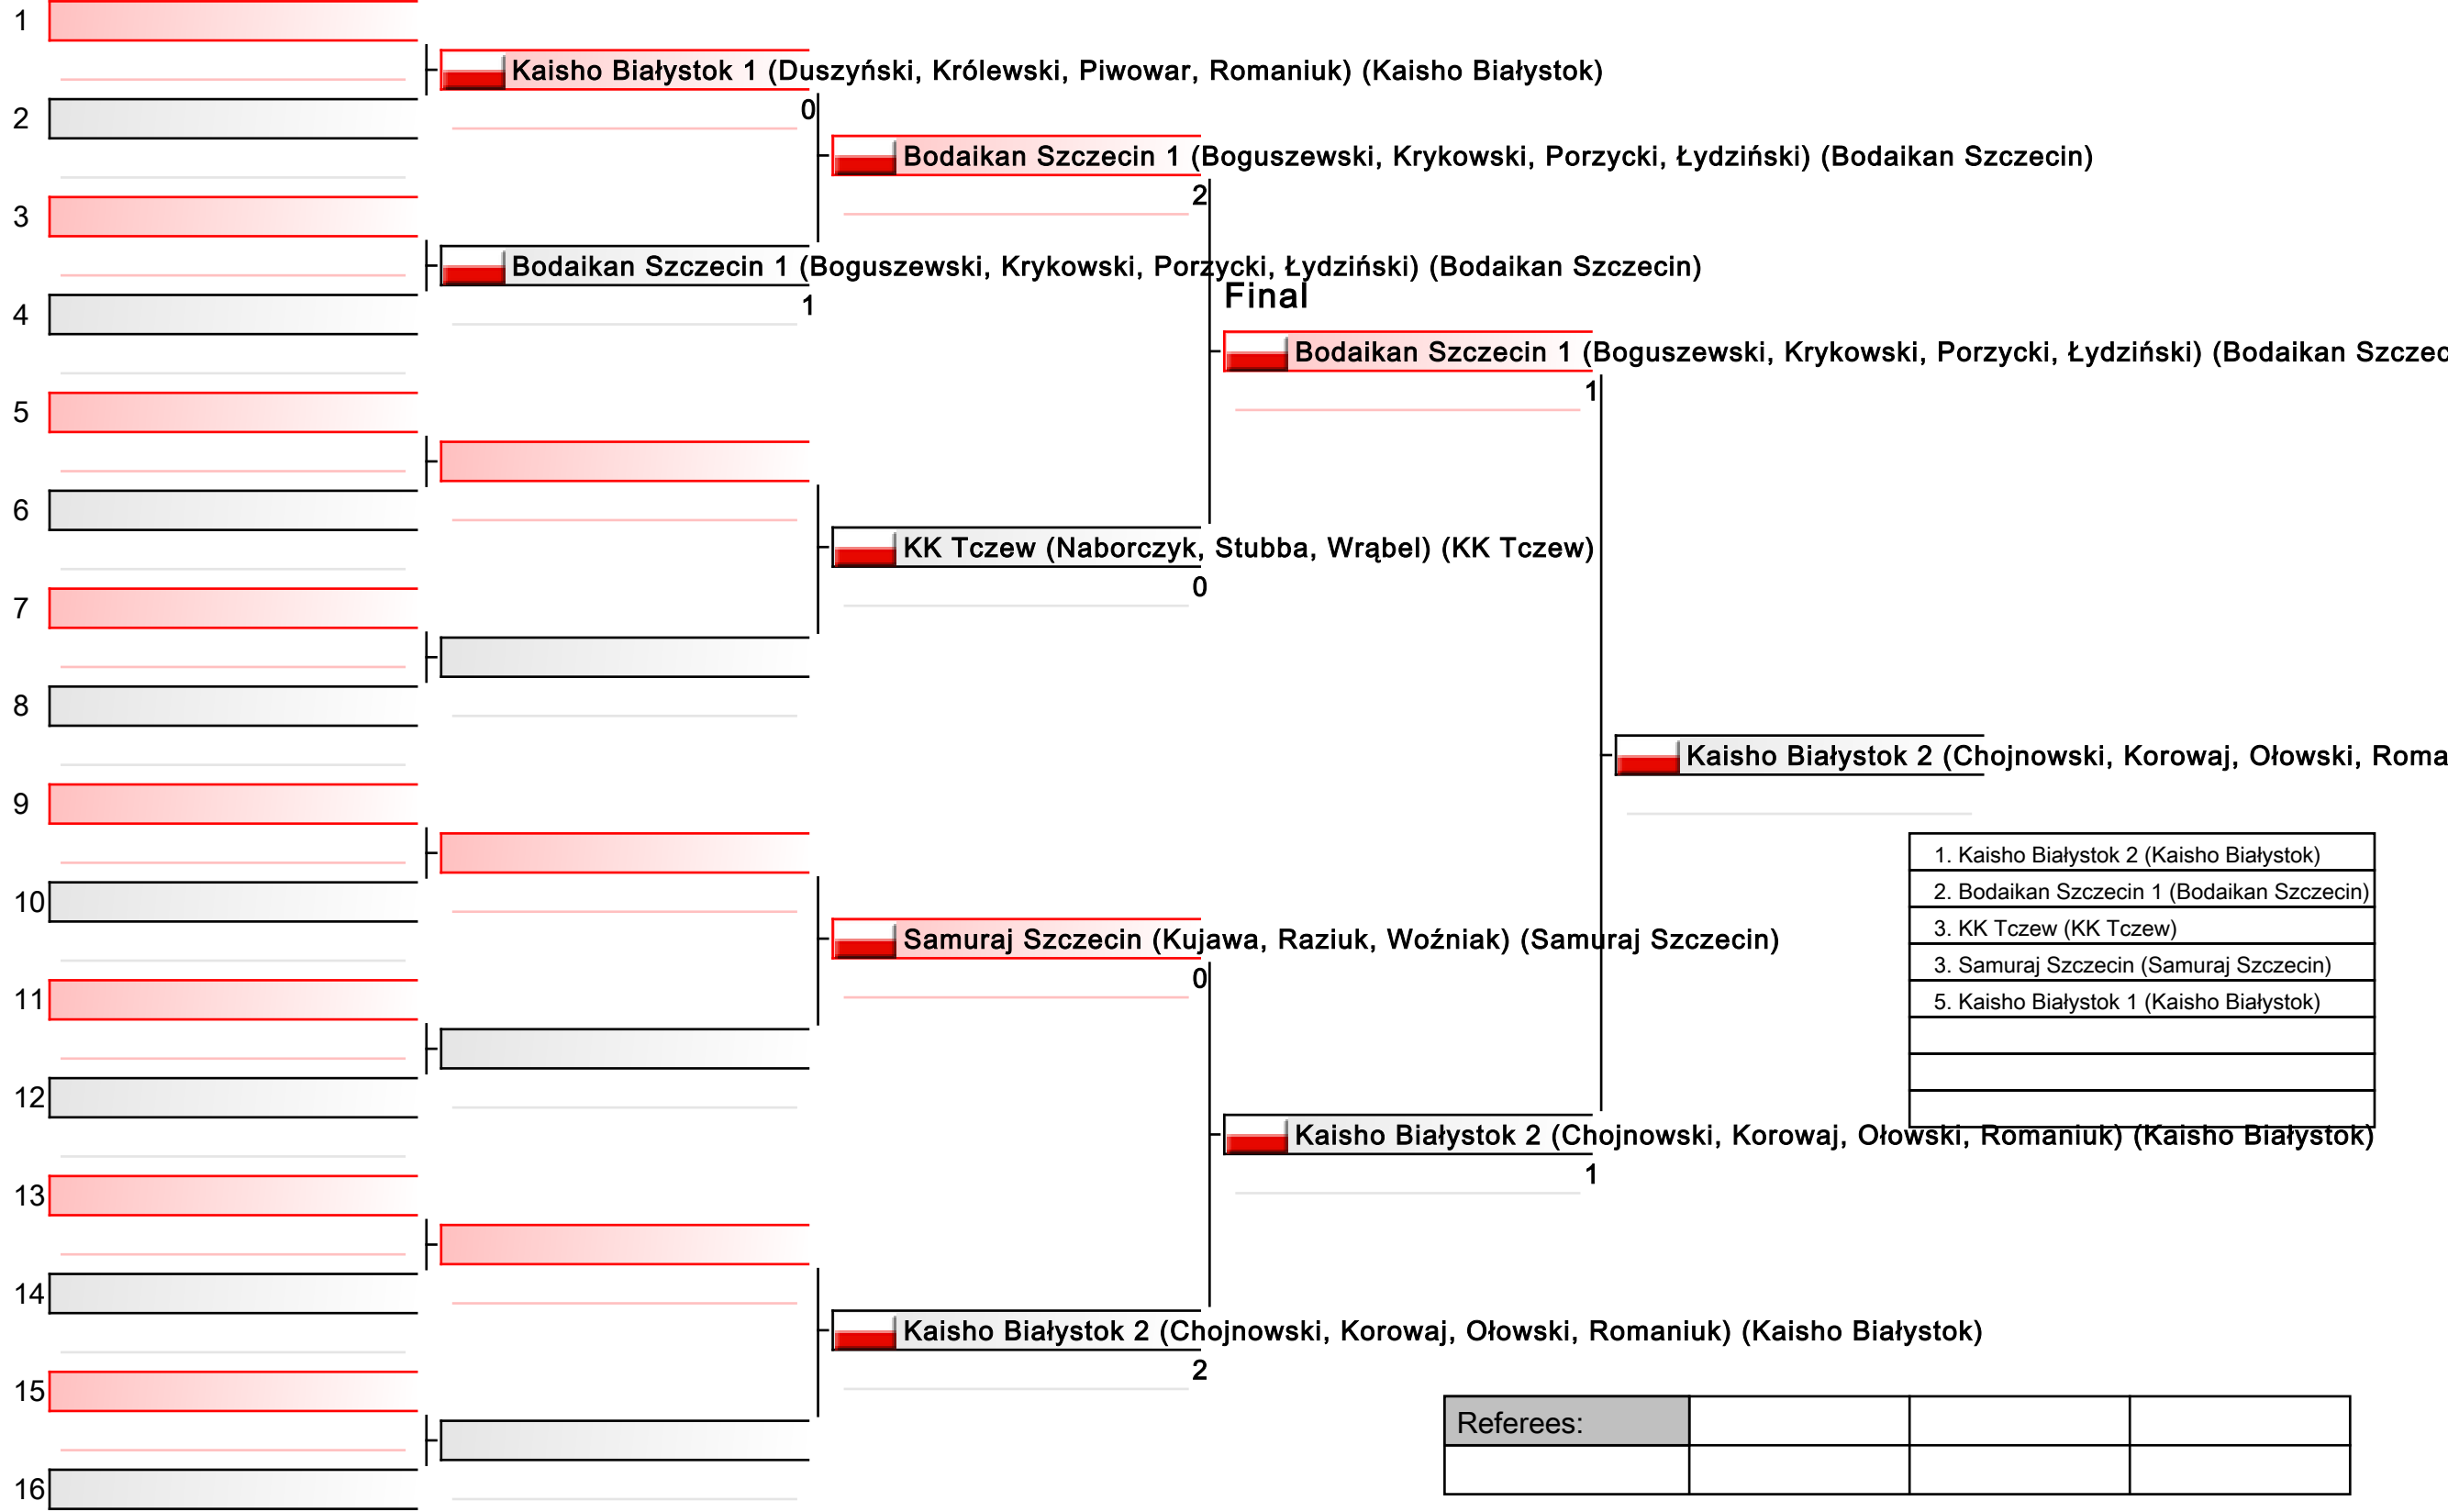 1
Kaisho Białystok 1 (Duszyński, Królewski, Piwowar, Romaniuk) (Kaisho Białystok)
0
2
Bodaikan Szczecin 1 (Boguszewski, Krykowski, Porzycki, Łydziński) (Bodaikan Szczecin)
2
3
Bodaikan Szczecin 1 (Boguszewski, Krykowski, Porzycki, Łydziński) (Bodaikan Szczecin)
1
Final
4
Bodaikan Szczecin 1 (Boguszewski, Krykowski, Porzycki, Łydziński) (Bodaikan Szczec
1
5
6
KK Tczew (Naborczyk, Stubba, Wrąbel) (KK Tczew)
0
7
8
Kaisho Białystok 2 (Chojnowski, Korowaj, Ołowski, Roma
9
1. Kaisho Białystok 2 (Kaisho Białystok)
2. Bodaikan Szczecin 1 (Bodaikan Szczecin)
3. KK Tczew (KK Tczew)
3. Samuraj Szczecin (Samuraj Szczecin)
5. Kaisho Białystok 1 (Kaisho Białystok)
10
Samuraj Szczecin (Kujawa, Raziuk, Woźniak) (Samuraj Szczecin)
0
11
12
Kaisho Białystok 2 (Chojnowski, Korowaj, Ołowski, Romaniuk) (Kaisho Białystok)
1
13
14
Kaisho Białystok 2 (Chojnowski, Korowaj, Ołowski, Romaniuk) (Kaisho Białystok)
2
15
Referees:
16